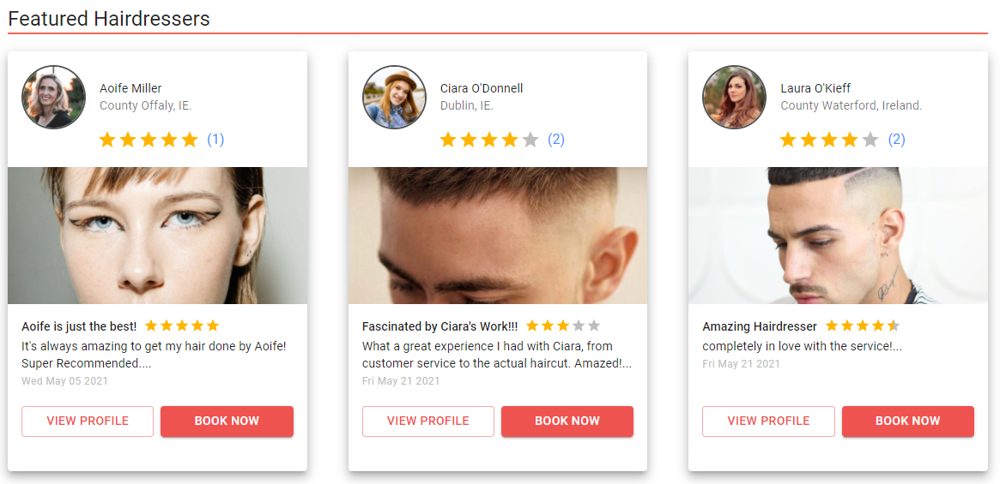 Featured Hairdressers
Aoife Miller
County Offaly, IE.
(1)
Aoife is just the best!
It's always amazing to get my hair done by Aoife!
Super Recommended....
Wed May 05 2021
VIEW PROFILE
BOOK NOW
Ciara O'Donnell
Dublin, IE.
(2)
Fascinated by Ciara's Work!!!
What a great experience I had with Ciara, from
customer service to the actual haircut. Amazed!...
Fri May 21 2021
VIEW PROFILE
BOOK NOW
Laura O'Kieff
County Waterford, Ireland.
(2)
Amazing Hairdresser
completely in love with the service!...
Fri May 21 2021
VIEW PROFILE
BOOK NOW